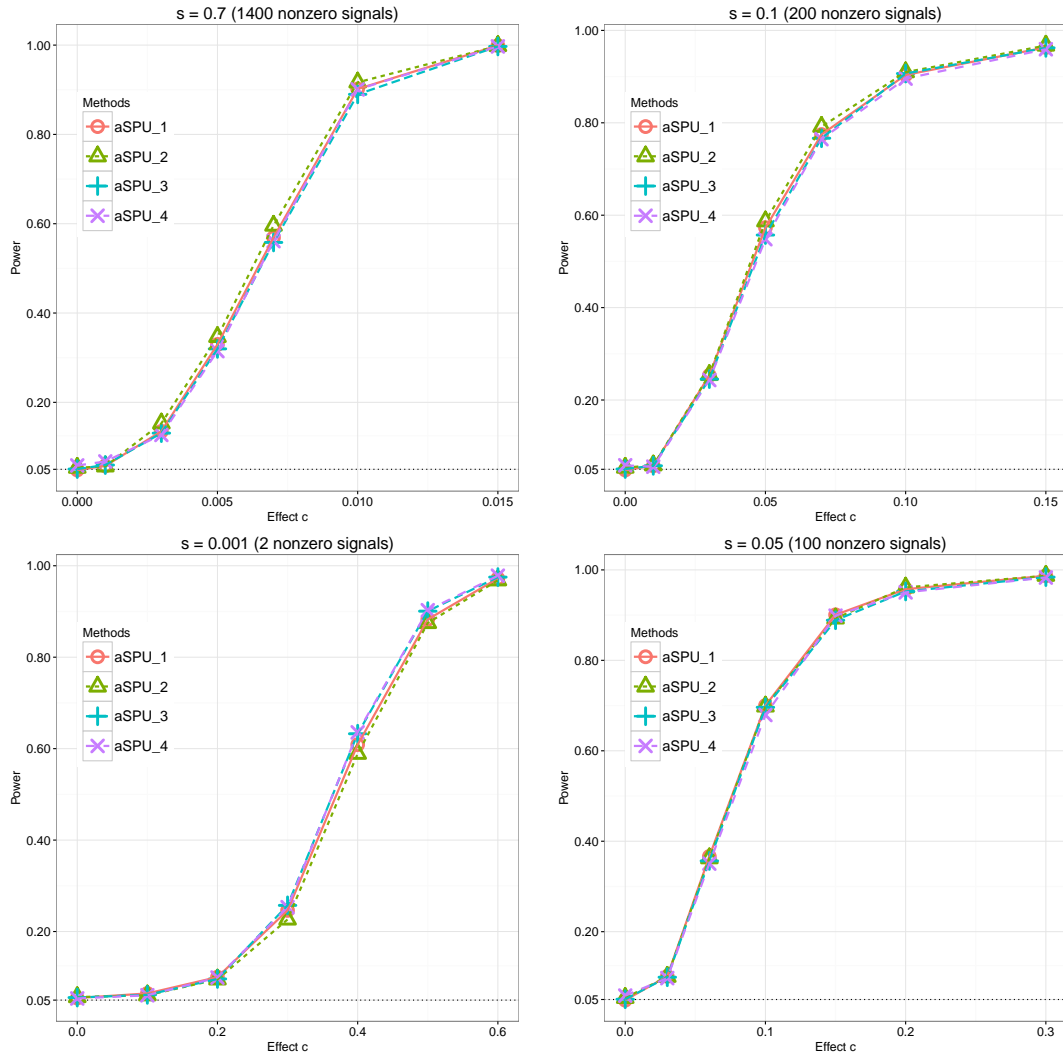 s = 0.7 (1400 nonzero signals)
1.00
0.80
0.60
0.40
0.20
0.05
Power
Methods
aSPU_1
aSPU_2
aSPU_3
aSPU_4
0.000
0.005
0.010
0.015
Effect c
s = 0.1 (200 nonzero signals)
1.00
0.80
0.60
0.40
0.20
0.05
Power
Methods
aSPU_1
aSPU_2
aSPU_3
aSPU_4
0.00
0.05
0.10
0.15
Effect c
s = 0.001 (2 nonzero signals)
1.00
0.80
0.60
0.40
0.20
0.05
Power
Methods
aSPU_1
aSPU_2
aSPU_3
aSPU_4
0.0
0.2
0.4
0.6
Effect c
s = 0.05 (100 nonzero signals)
1.00
0.80
0.60
0.40
0.20
0.05
Power
Methods
aSPU_1
aSPU_2
aSPU_3
aSPU_4
0.0
0.1
0.2
0.3
Effect c